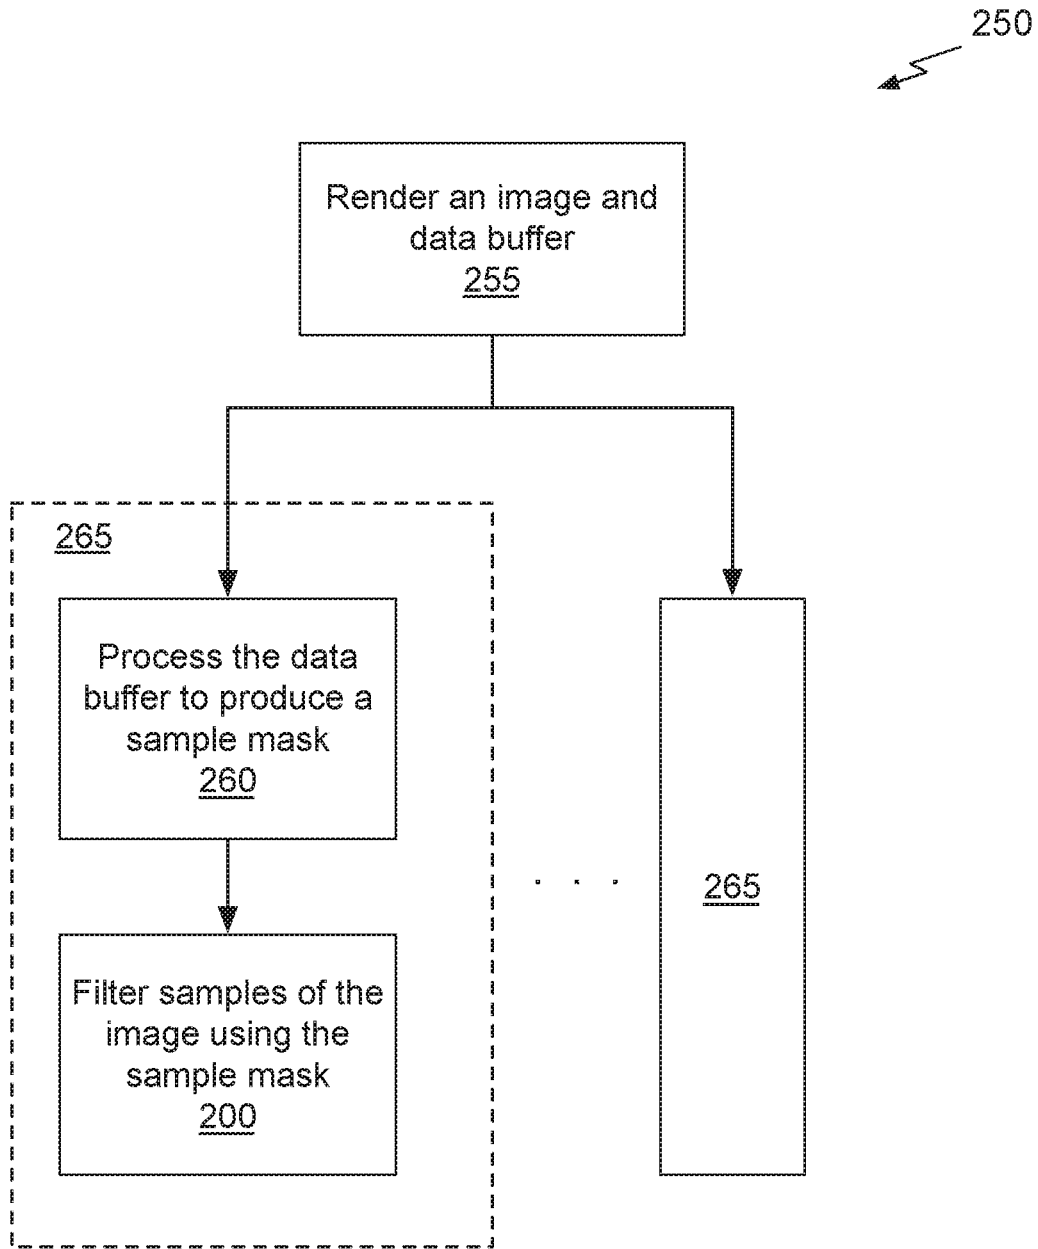 250
Render an image and
data buffer
255
265
Process the data
buffer to produce a
sample mask
260
. . .
265
Filter samples of the
image using the
sample mask
200